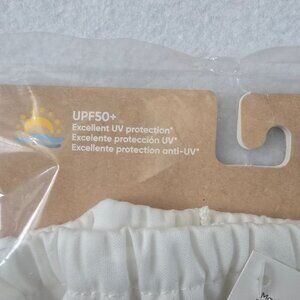 UPF50+
Excellent UV protection*
Excelente protección UV*
Excellente protection anti-UV*